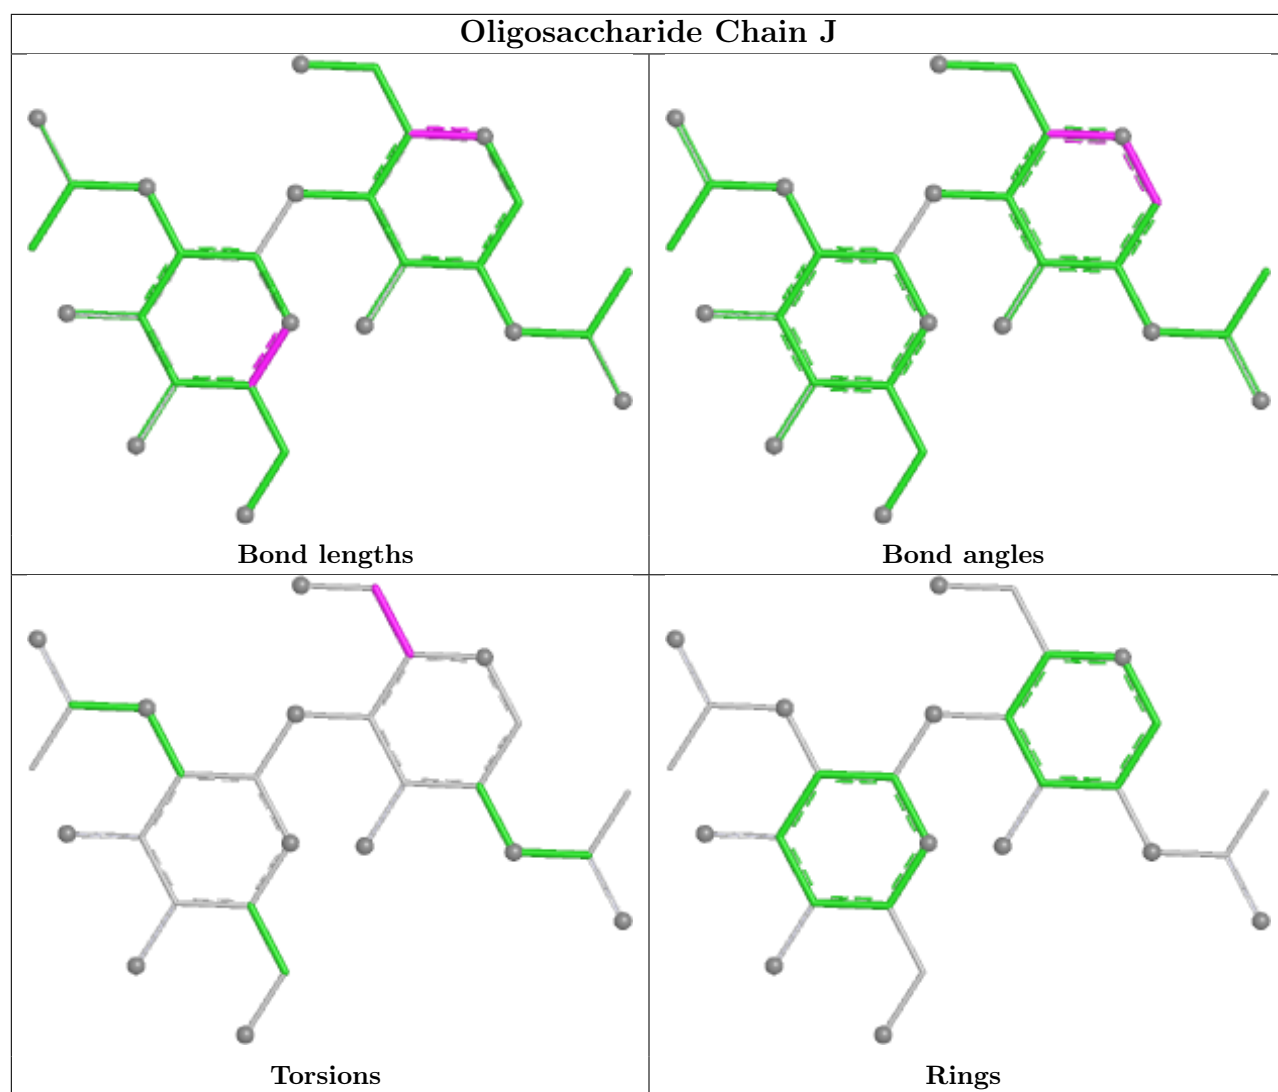 Oligosaccharide Chain J
Bond lengths
Bond angles
Torsions
Rings